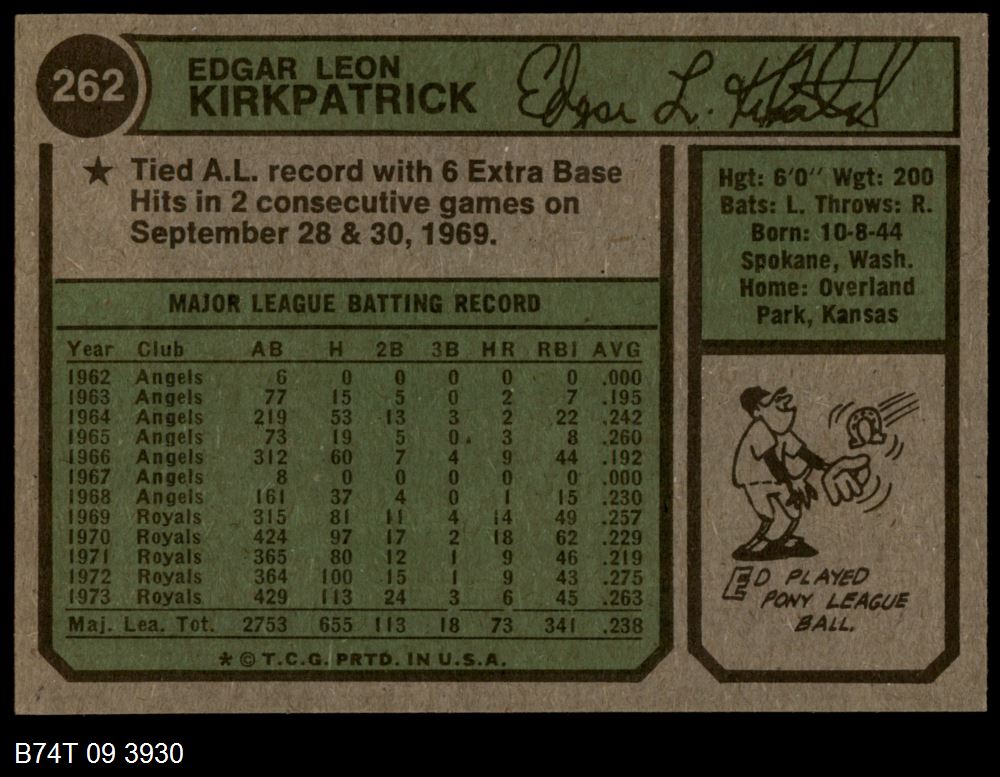 262
EDGAR LEON
KIRKPATRICK
Edgar L. Kirkpatrick
★ Tied A.L. record with 6 Extra Base
Hits in 2 consecutive games on
September 28 & 30, 1969.
MAJOR LEAGUE BATTING RECORD
Year Club AB H 2B 3B HR RBI AVG
1962 Angels 6 0 0 0 0 0 .000
1963 Angels 77 15 5 0 2 7 .195
1964 Angels 219 53 13 3 2 22 .242
1965 Angels 73 19 5 0 3 8 .260
1966 Angels 312 60 7 4 9 44 .192
1967 Angels 8 0 0 0 0 0 .000
1968 Angels 161 37 4 0 1 15 .230
1969 Royals 315 81 11 4 14 49 .257
1970 Royals 424 97 17 2 18 62 .229
1971 Royals 365 80 12 1 9 46 .219
1972 Royals 364 100 15 1 9 43 .275
1973 Royals 429 113 24 3 6 45 .263
Maj. Lea. Tot. 2753 655 113 18 73 341 .238
* © T.C.G. PRTD. IN U.S.A.
Hgt: 6'0" Wgt: 200
Bats: L. Throws: R.
Born: 10-8-44
Spokane, Wash.
Home: Overland
Park, Kansas
ED PLAYED
PONY LEAGUE
BALL.
B74T 09 3930